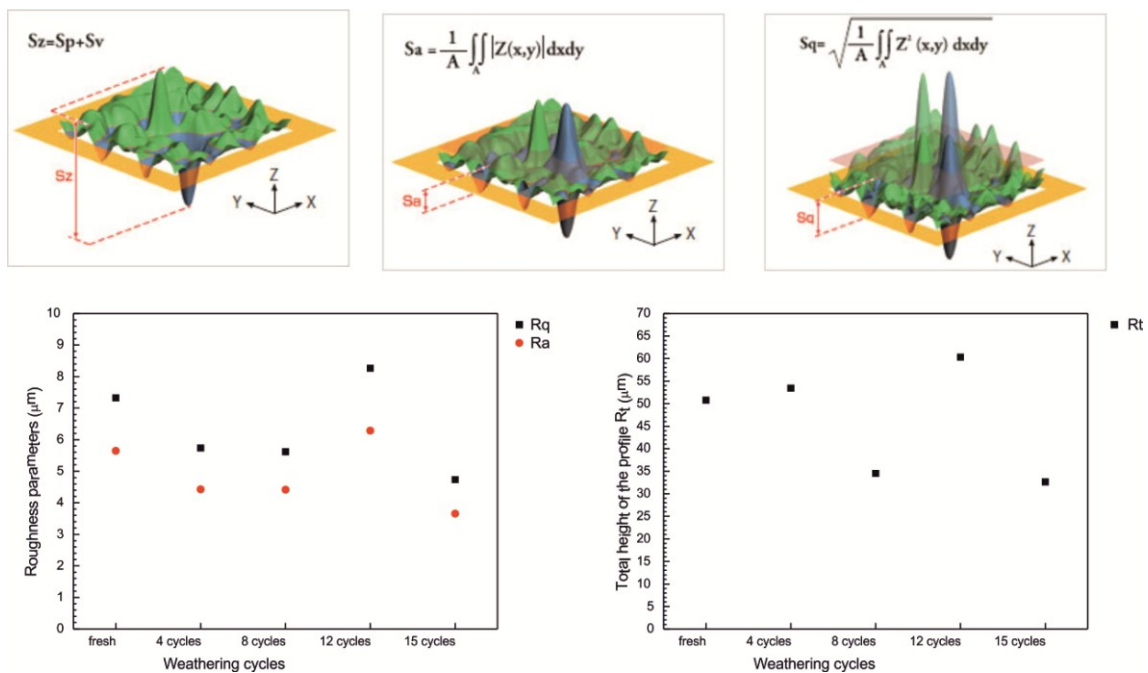 Sz=Sp+Sv
Sz
Z
Y
X
Sa = 1/A ∬A |Z(x,y)| dxdy
Sa
Z
Y
X
Sq= √(1/A ∬A Z² (x,y) dxdy)
Sq
Z
Y
X
10
9
8
7
6
5
4
3
2
1
0
Roughness parameters (μm)
fresh
4 cycles
8 cycles
12 cycles
15 cycles
Weathering cycles
Rq
Ra
70
65
60
55
50
45
40
35
30
25
20
15
10
5
0
Total height of the profile Rt (μm)
fresh
4 cycles
8 cycles
12 cycles
15 cycles
Weathering cycles
Rt